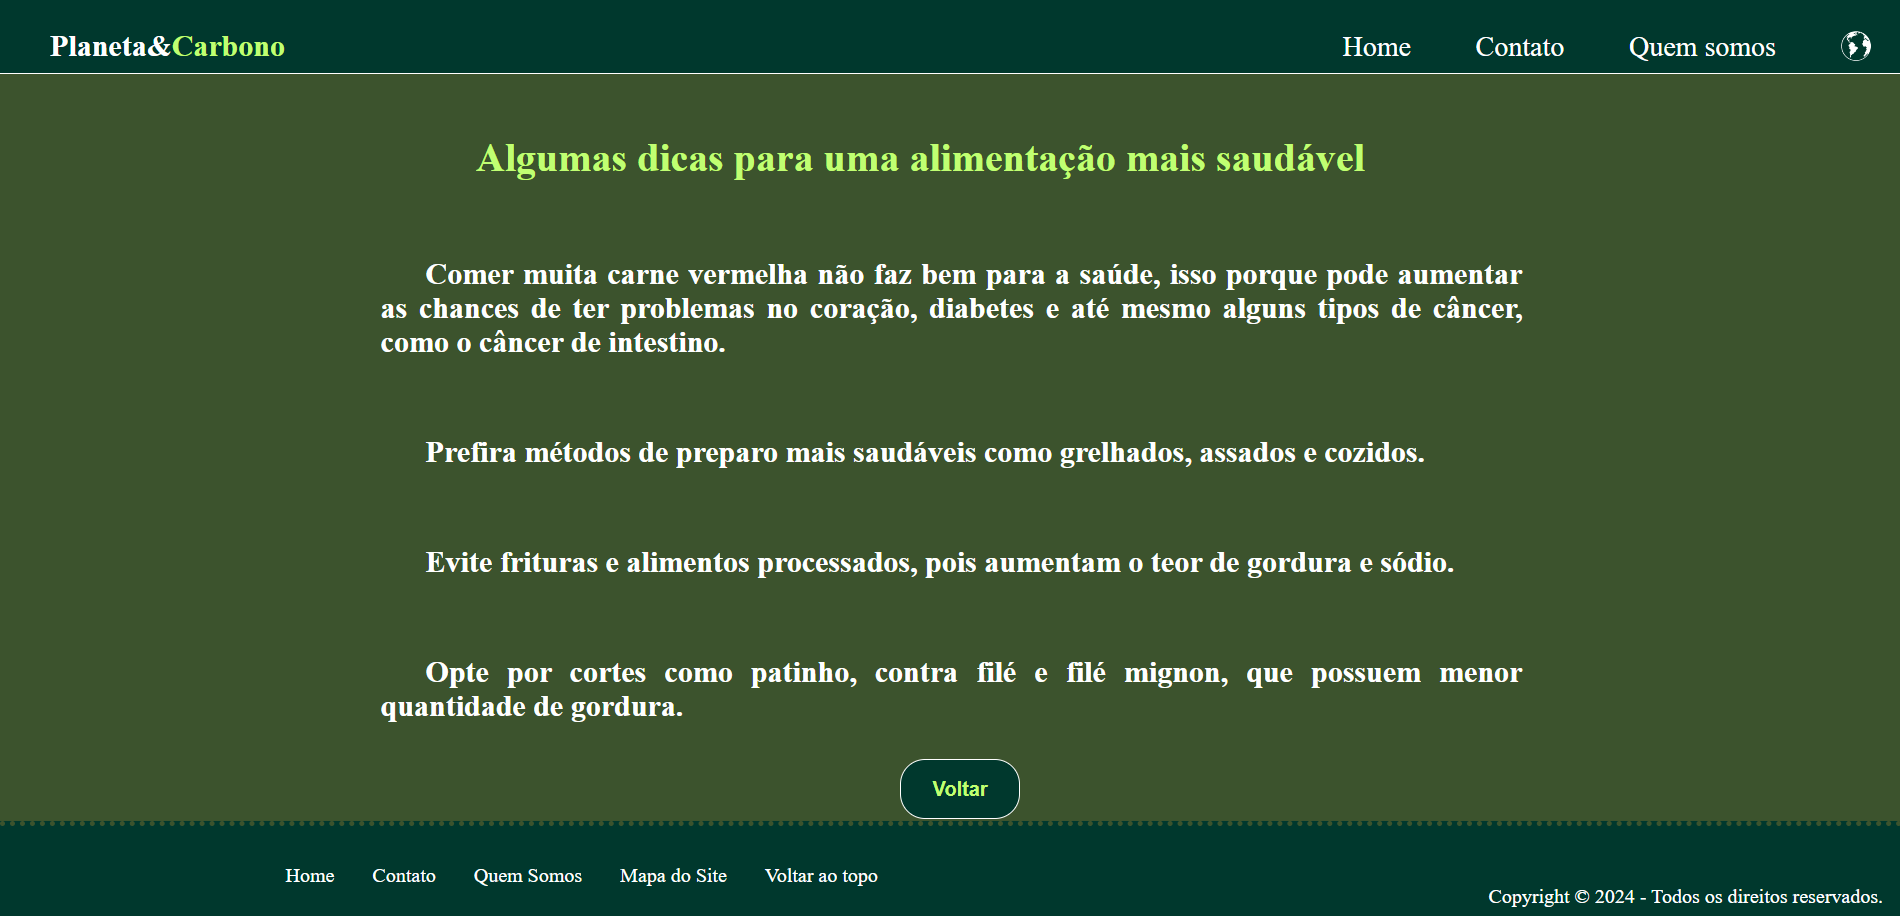 Planeta&Carbono
Home
Contato
Quem somos
Algumas dicas para uma alimentação mais saudável
Comer muita carne vermelha não faz bem para a saúde, isso porque pode aumentar
as chances de ter problemas no coração, diabetes e até mesmo alguns tipos de câncer,
como o câncer de intestino.
Prefira métodos de preparo mais saudáveis como grelhados, assados e cozidos.
Evite frituras e alimentos processados, pois aumentam o teor de gordura e sódio.
Opte por cortes como patinho, contra filé e filé mignon, que possuem menor
quantidade de gordura.
Voltar
Home
Contato
Quem Somos
Mapa do Site
Voltar ao topo
Copyright © 2024 - Todos os direitos reservados.